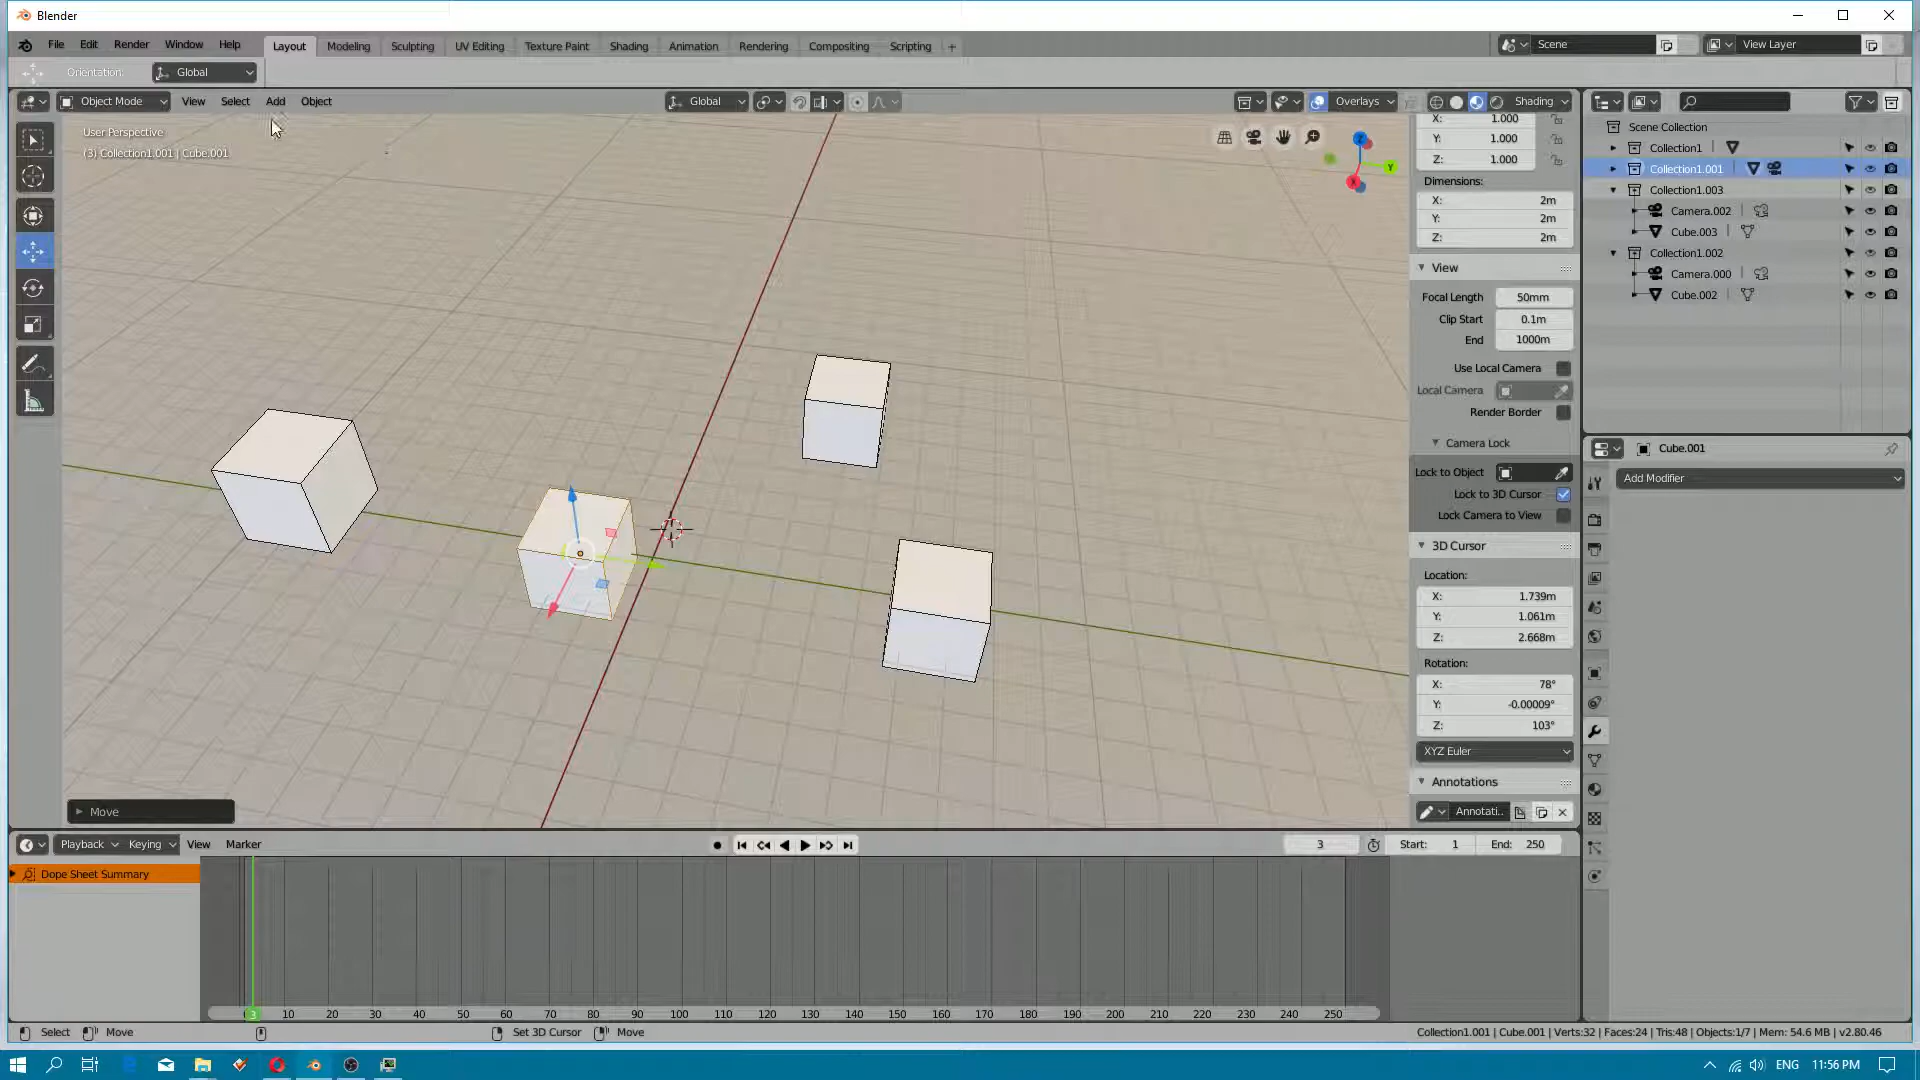 Blender
File Edit Render Window Help Layout Modeling Sculpting UV Editing Texture Paint Shading Animation Rendering Compositing Scripting + Scene View Layer
Orientation: Global
Object Mode View Select Add Object Global Overlays Shading
User Perspective
(3) Collection1.001 | Cube.001
Z
Y
X
X: 1.000
Y: 1.000
Z: 1.000
Dimensions:
X: 2m
Y: 2m
Z: 2m
View
Focal Length 50mm
Clip Start 0.1m
End 1000m
Use Local Camera
Local Camera
Render Border
Camera Lock
Lock to Object
Lock to 3D Cursor
Lock Camera to View
3D Cursor
Location:
X: 1.739m
Y: 1.061m
Z: 2.668m
Rotation:
X: 78°
Y: -0.00009°
Z: 103°
XYZ Euler
Annotations
Annotati..
Scene Collection
Collection1
Collection1.001
Collection1.003
Camera.002
Cube.003
Collection1.002
Camera.000
Cube.002
Cube.001
Add Modifier
Move
Playback Keying View Marker 3 Start: 1 End: 250
Dope Sheet Summary
3 10 20 30 40 50 60 70 80 90 100 110 120 130 140 150 160 170 180 190 200 210 220 230 240 250
Select Move Set 3D Cursor Move Collection1.001 | Cube.001 | Verts:32 | Faces:24 | Tris:48 | Objects:1/7 | Mem: 54.6 MB | v2.80.46
ENG 11:56 PM